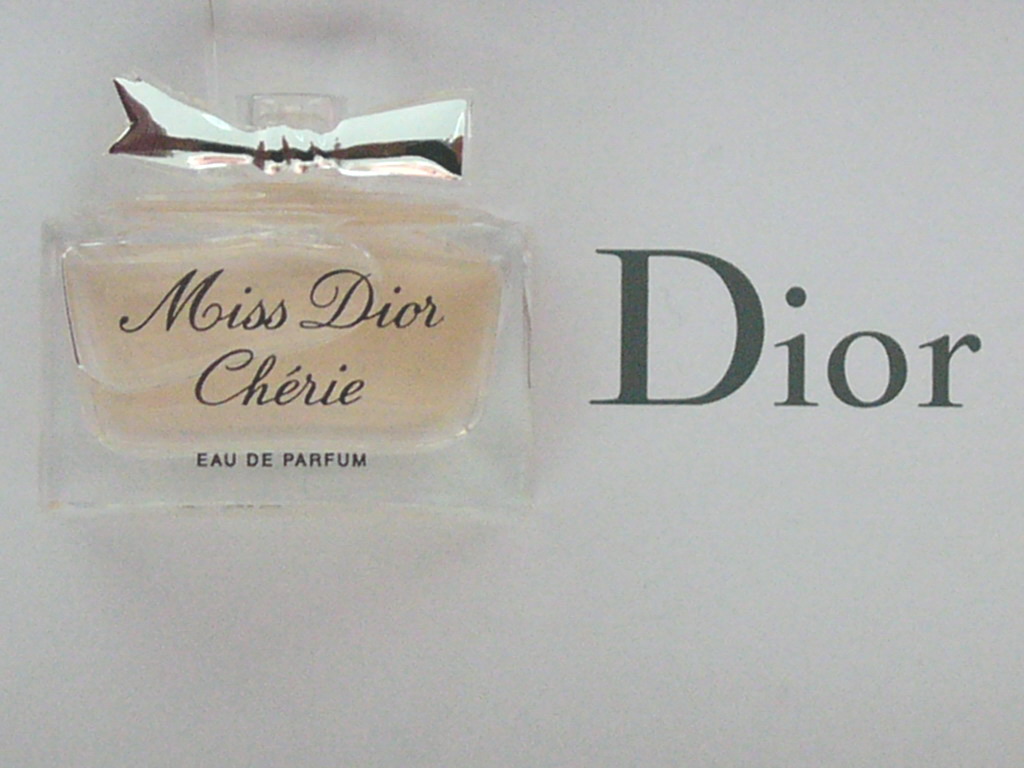 Miss Dior
Chérie
EAU DE PARFUM
Dior